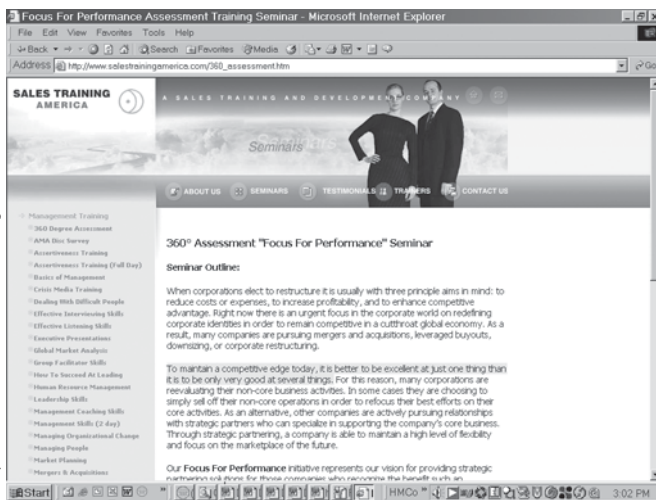 Focus For Performance Assessment Training Seminar - Microsoft Internet Explorer
File Edit View Favorites Tools Help
Back Search Favorites Media
Address http://www.salestrainingamerica.com/360_assessment.htm Go
SALES TRAINING
AMERICA
A SALES TRAINING AND DEVELOPMENT COMPANY
Seminars
ABOUT US SEMINARS TESTIMONIALS TRAINERS CONTACT US
Management Training
360 Degree Assessment
AMA Disc Survey
Assertiveness Training
Assertiveness Training (Full Day)
Basics of Management
Crisis Media Training
Dealing With Difficult People
Effective Interviewing Skills
Effective Listening Skills
Executive Presentations
Global Market Analysis
Group Facilitator Skills
How To Succeed At Leading
Human Resource Management
Leadership Skills
Management Coaching Skills
Management Skills (2 day)
Managing Organizational Change
Managing People
Market Planning
Mergers & Acquisitions
360° Assessment "Focus For Performance" Seminar
Seminar Outline:
When corporations elect to restructure it is usually with three principle aims in mind: to
reduce costs or expenses, to increase profitability, and to enhance competitive
advantage. Right now there is an urgent focus in the corporate world on redefining
corporate identities in order to remain competitive in a cutthroat global economy. As a
result, many companies are pursuing mergers and acquisitions, leveraged buyouts,
downsizing, or corporate restructuring.
To maintain a competitive edge today, it is better to be excellent at just one thing than
it is to be only very good at several things. For this reason, many corporations are
reevaluating their non-core business activities. In some cases they are choosing to
simply sell off their non-core operations in order to refocus their best efforts on their
core activities. As an alternative, other companies are actively pursuing relationships
with strategic partners who can specialize in supporting the company's core business.
Through strategic partnering, a company is able to maintain a high level of flexibility
and focus on the marketplace of the future.
Our Focus For Performance initiative represents our vision for providing strategic
partnering solutions for those companies who recognize the benefit such an
Start HMCo 3:02 PM